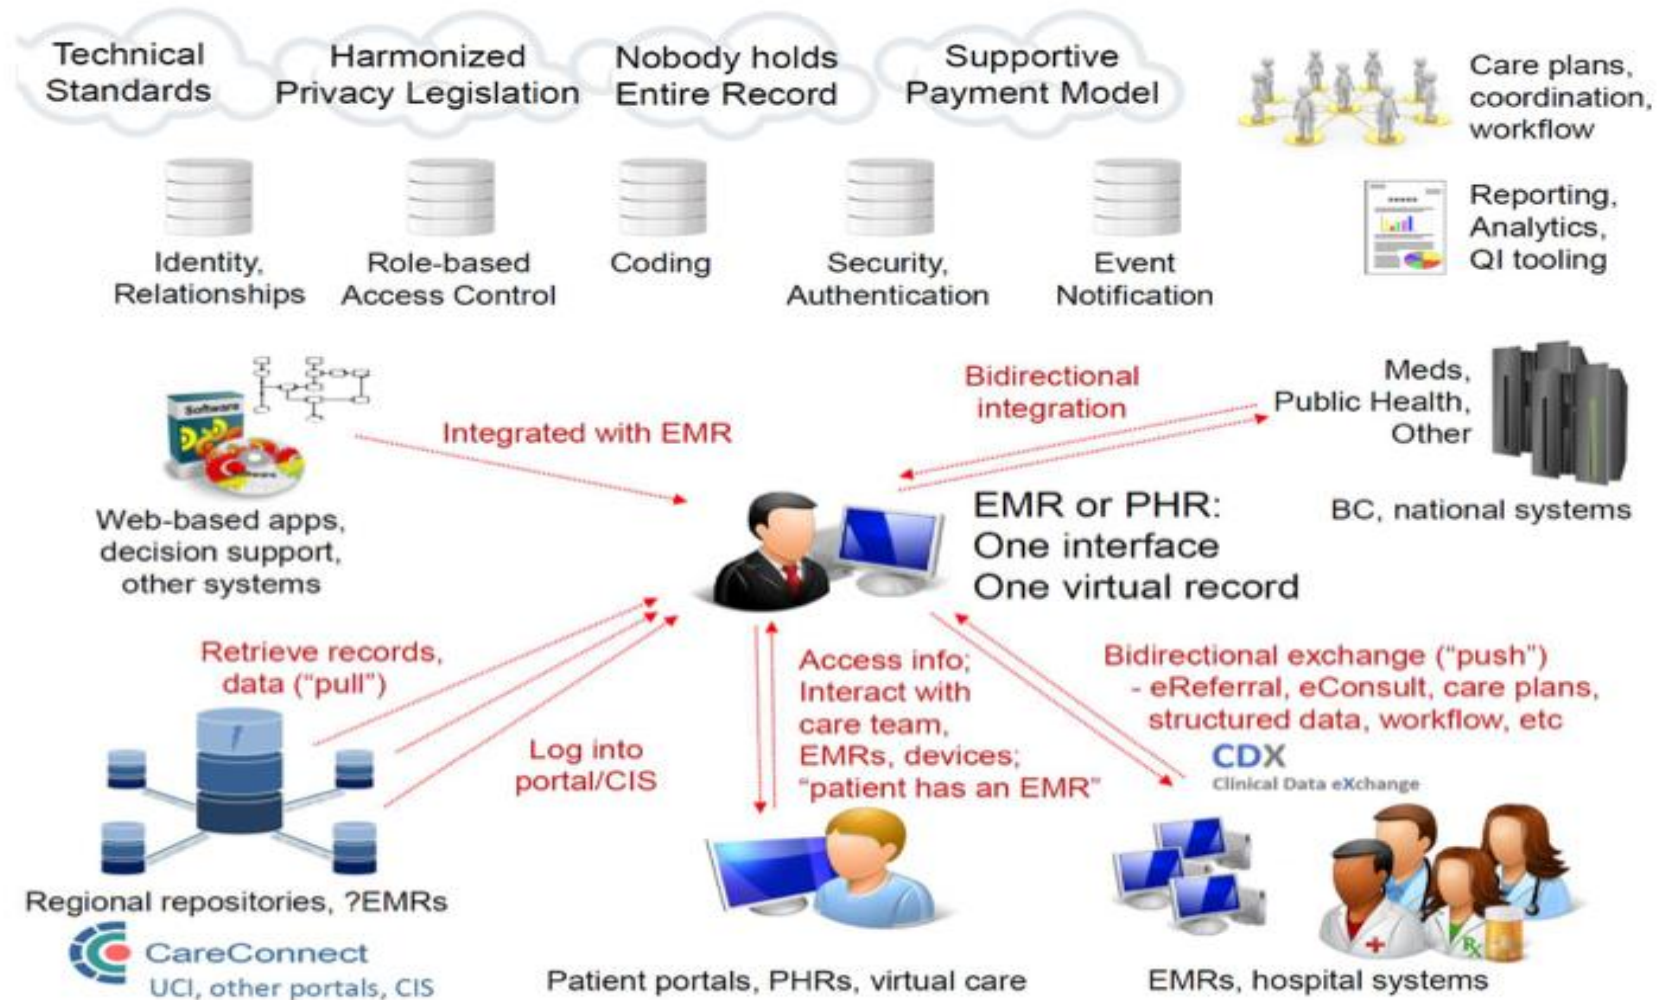 Technical
Standards
Harmonized
Privacy Legislation
Nobody holds
Entire Record
Supportive
Payment Model
Care plans,
coordination,
workflow
Identity,
Relationships
Role-based
Access Control
Coding
Security,
Authentication
Event
Notification
Reporting,
Analytics,
QI tooling
Software
Integrated with EMR
Web-based apps,
decision support,
other systems
Bidirectional
integration
Meds,
Public Health,
Other
BC, national systems
EMR or PHR:
One interface
One virtual record
Retrieve records,
data (“pull”)
Log into
portal/CIS
Access info;
Interact with
care team,
EMRs, devices;
“patient has an EMR”
Bidirectional exchange (“push”)
- eReferral, eConsult, care plans,
structured data, workflow, etc
CDX
Clinical Data eXchange
Regional repositories, ?EMRs
CareConnect
UCI, other portals, CIS
Patient portals, PHRs, virtual care
Rx
EMRs, hospital systems